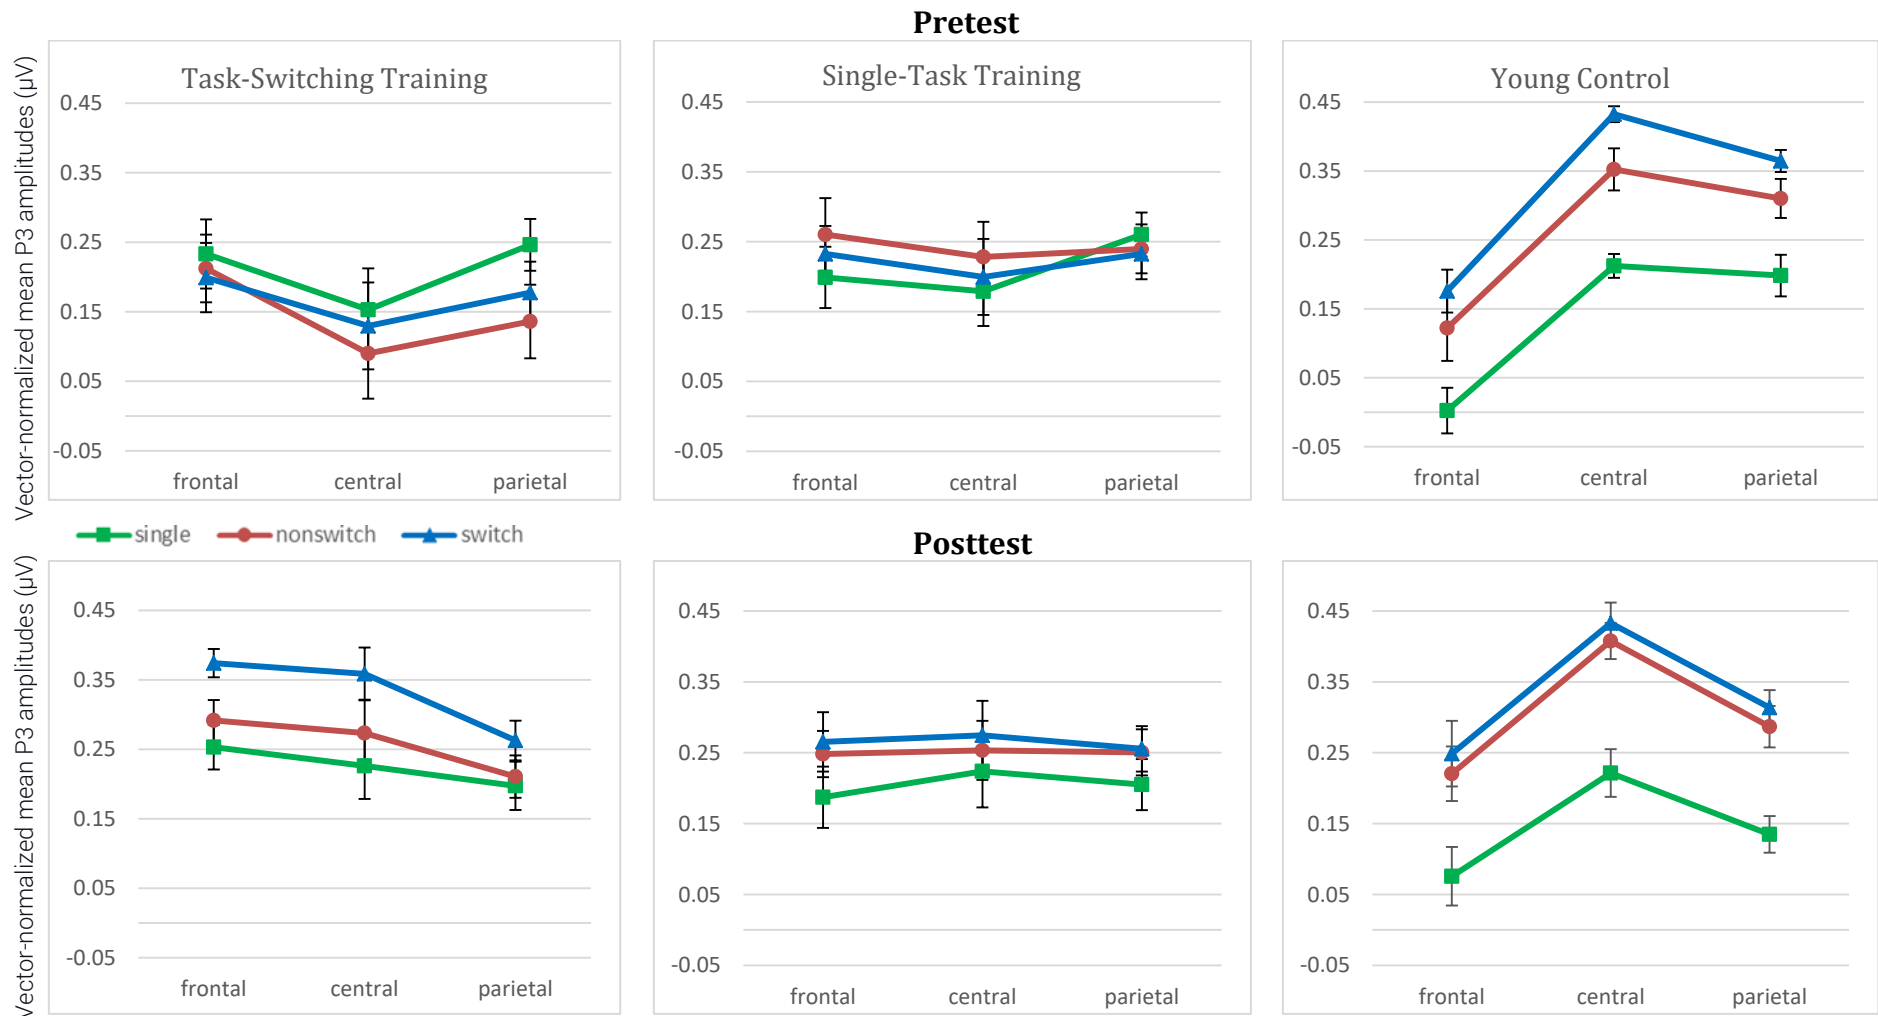 Pretest
Vector-normalized mean P3 amplitudes (µV)
Task-Switching Training
0.45
0.35
0.25
0.15
0.05
-0.05
frontal central parietal
Single-Task Training
0.45
0.35
0.25
0.15
0.05
-0.05
frontal central parietal
Young Control
0.45
0.35
0.25
0.15
0.05
-0.05
frontal central parietal
single nonswitch switch
Posttest
Vector-normalized mean P3 amplitudes (µV)
0.45
0.35
0.25
0.15
0.05
-0.05
frontal central parietal
0.45
0.35
0.25
0.15
0.05
-0.05
frontal central parietal
0.45
0.35
0.25
0.15
0.05
-0.05
frontal central parietal